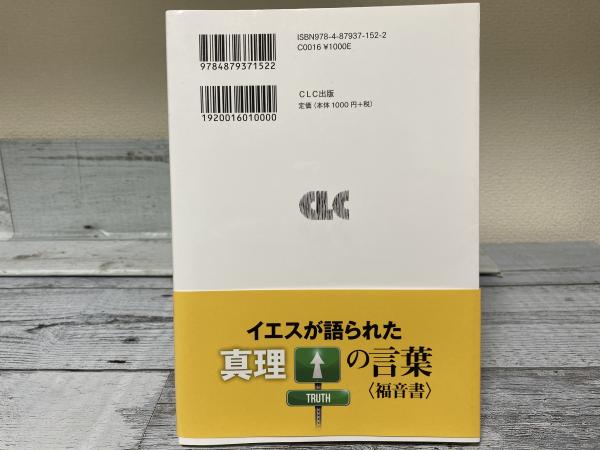 ISBN978-4-87937-152-2
C0016 ¥1000E
9784879371522
CLC出版
定価(本体1000円+税)
1920016010000
CLC
イエスが語られた
真理の言葉
TRUTH
〈福音書〉